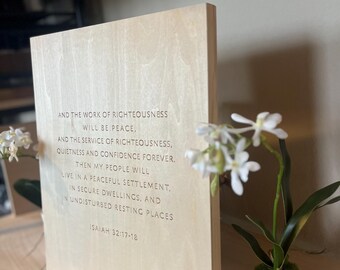 AND THE WORK OF RIGHTEOUSNESS
WILL BE PEACE,
AND THE SERVICE OF RIGHTEOUSNESS,
QUIETNESS AND CONFIDENCE FOREVER.
THEN MY PEOPLE WILL
LIVE IN A PEACEFUL SETTLEMENT,
IN SECURE DWELLINGS, AND
UNDISTURBED RESTING PLACES
ISAIAH 32:17-18